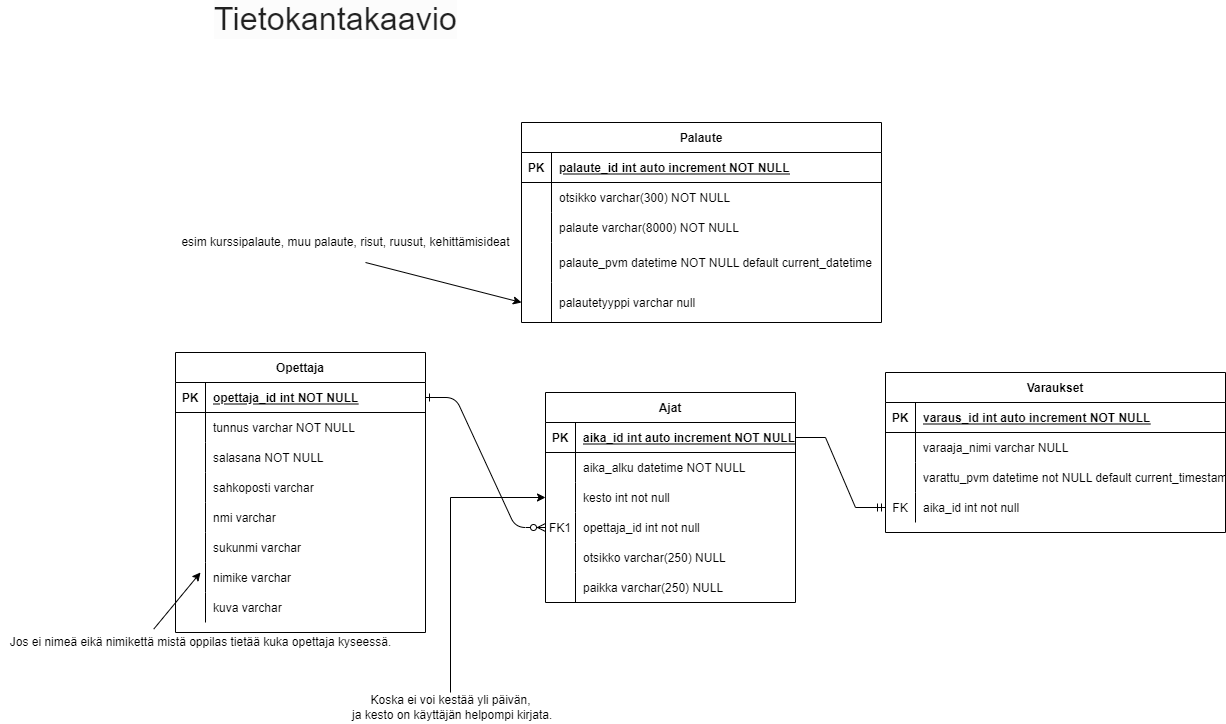 Tietokantakaavio
Palaute
PK palaute_id int auto increment NOT NULL
otsikko varchar(300) NOT NULL
palaute varchar(8000) NOT NULL
esim kurssipalaute, muu palaute, risut, ruusut, kehittämisideat
palaute_pvm datetime NOT NULL default current_datetime
palautetyyppi varchar null
Opettaja
PK opettaja_id int NOT NULL
tunnus varchar NOT NULL
salasana NOT NULL
sahkoposti varchar
nmi varchar
sukunmi varchar
nimike varchar
kuva varchar
Jos ei nimeä eikä nimikettä mistä oppilas tietää kuka opettaja kyseessä.
Ajat
PK aika_id int auto increment NOT NULL
aika_alku datetime NOT NULL
kesto int not null
FK1 opettaja_id int not null
otsikko varchar(250) NULL
paikka varchar(250) NULL
Koska ei voi kestää yli päivän,
ja kesto on käyttäjän helpompi kirjata.
Varaukset
PK varaus_id int auto increment NOT NULL
varaaja_nimi varchar NULL
varattu_pvm datetime not NULL default current_timestam
FK aika_id int not null